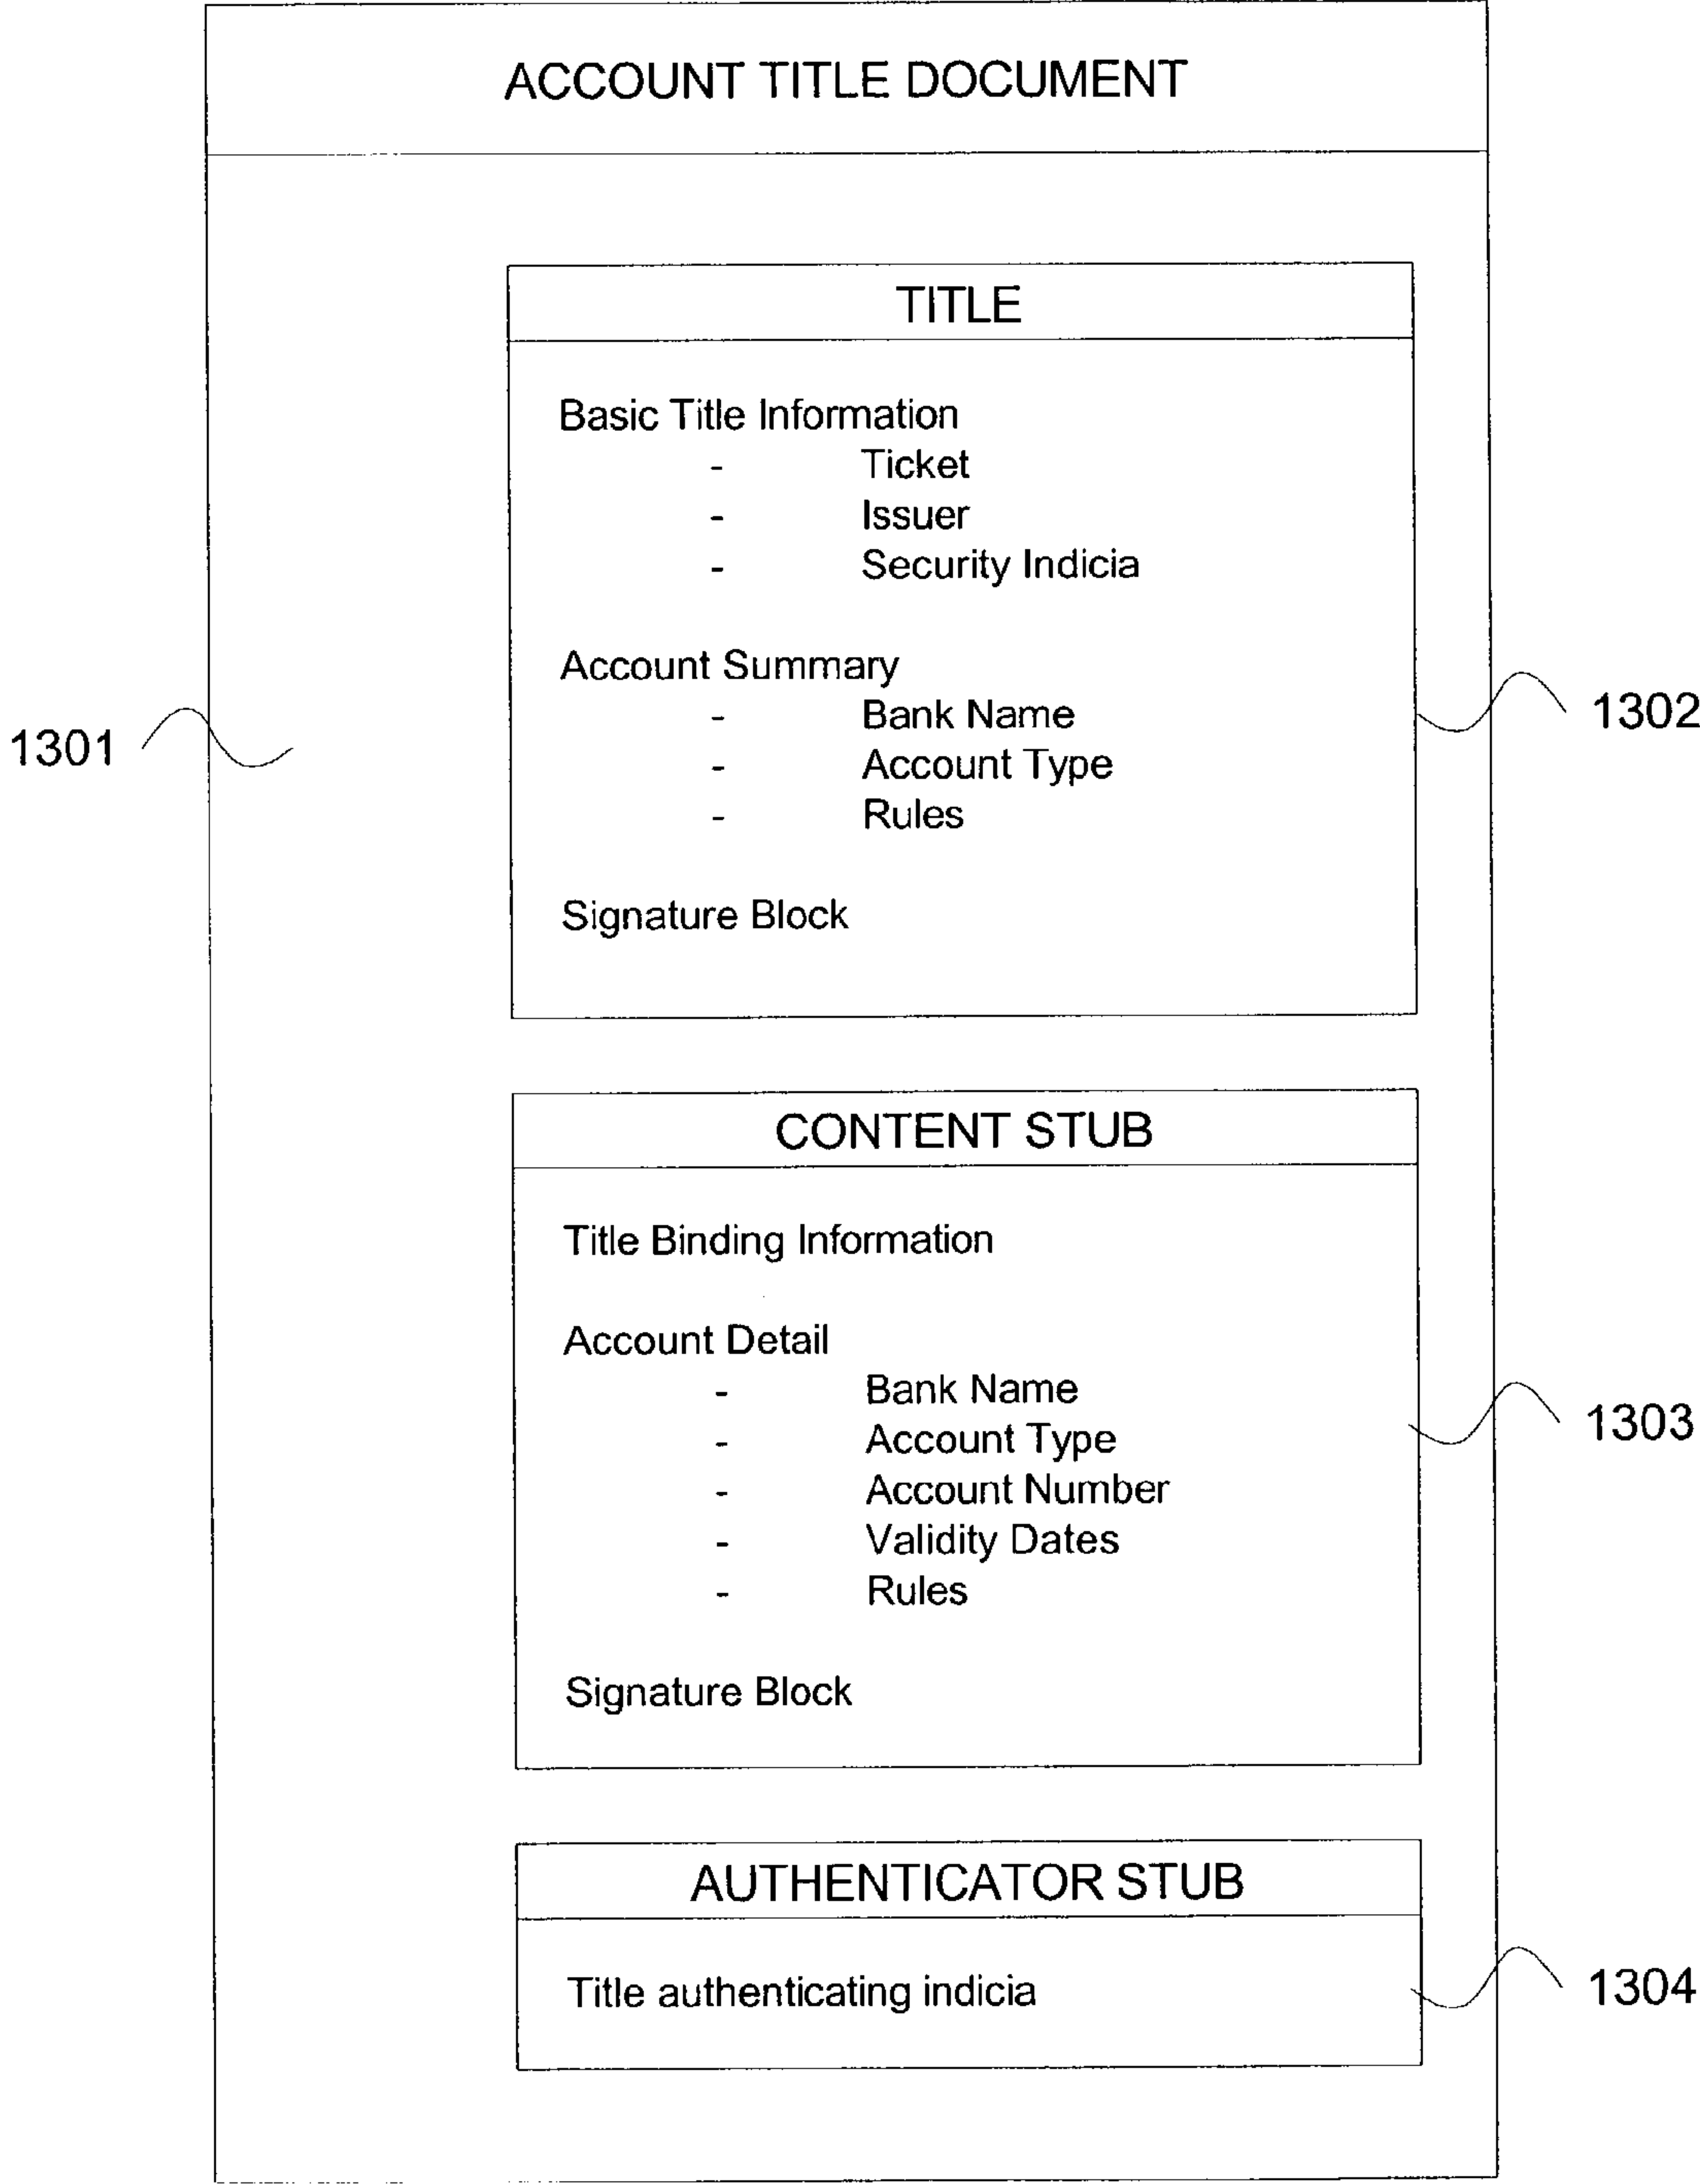 ACCOUNT TITLE DOCUMENT
TITLE
Basic Title Information
- Ticket
- Issuer
- Security Indicia
Account Summary
- Bank Name
- Account Type
- Rules
Signature Block
1301
1302
CONTENT STUB
Title Binding Information
Account Detail
- Bank Name
- Account Type
- Account Number
- Validity Dates
- Rules
Signature Block
1303
AUTHENTICATOR STUB
Title authenticating indicia
1304